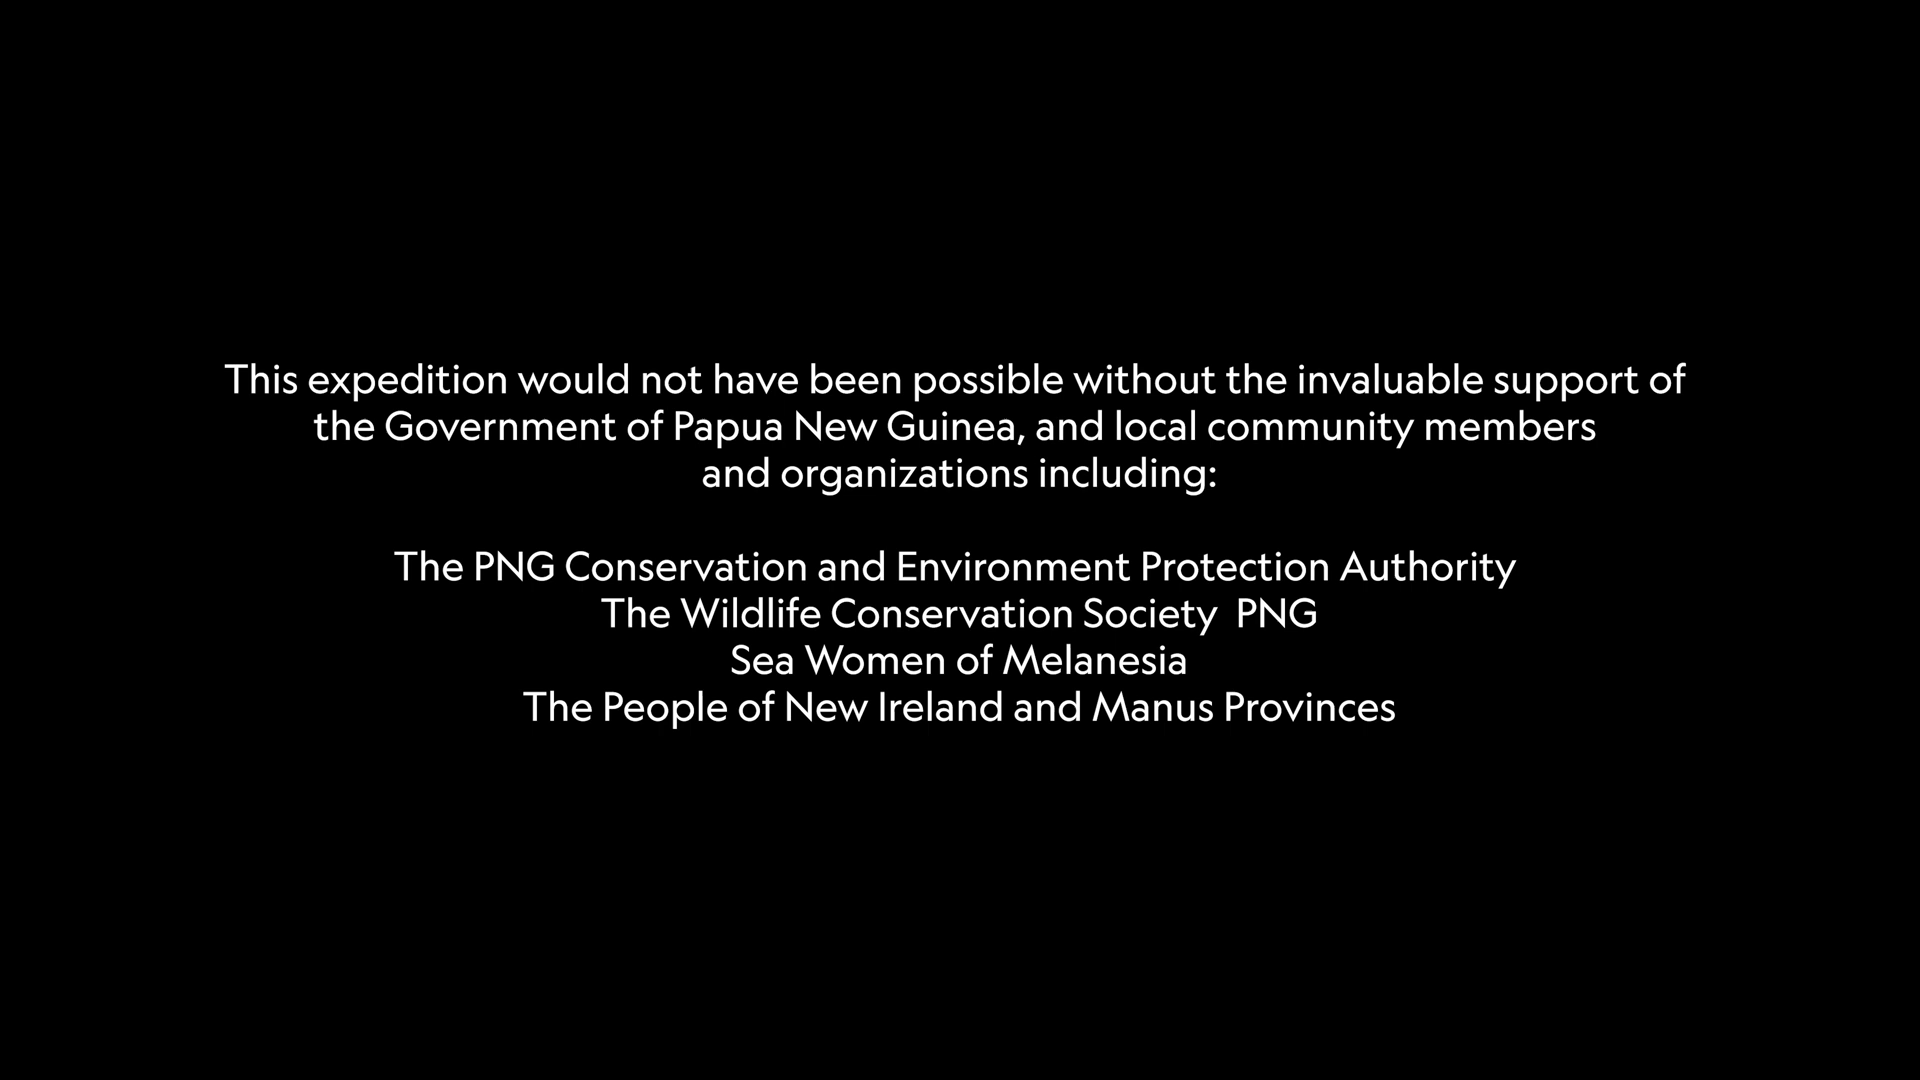 This expedition would not have been possible without the invaluable support of
the Government of Papua New Guinea, and local community members
and organizations including:
The PNG Conservation and Environment Protection Authority
The Wildlife Conservation Society  PNG
Sea Women of Melanesia
The People of New Ireland and Manus Provinces